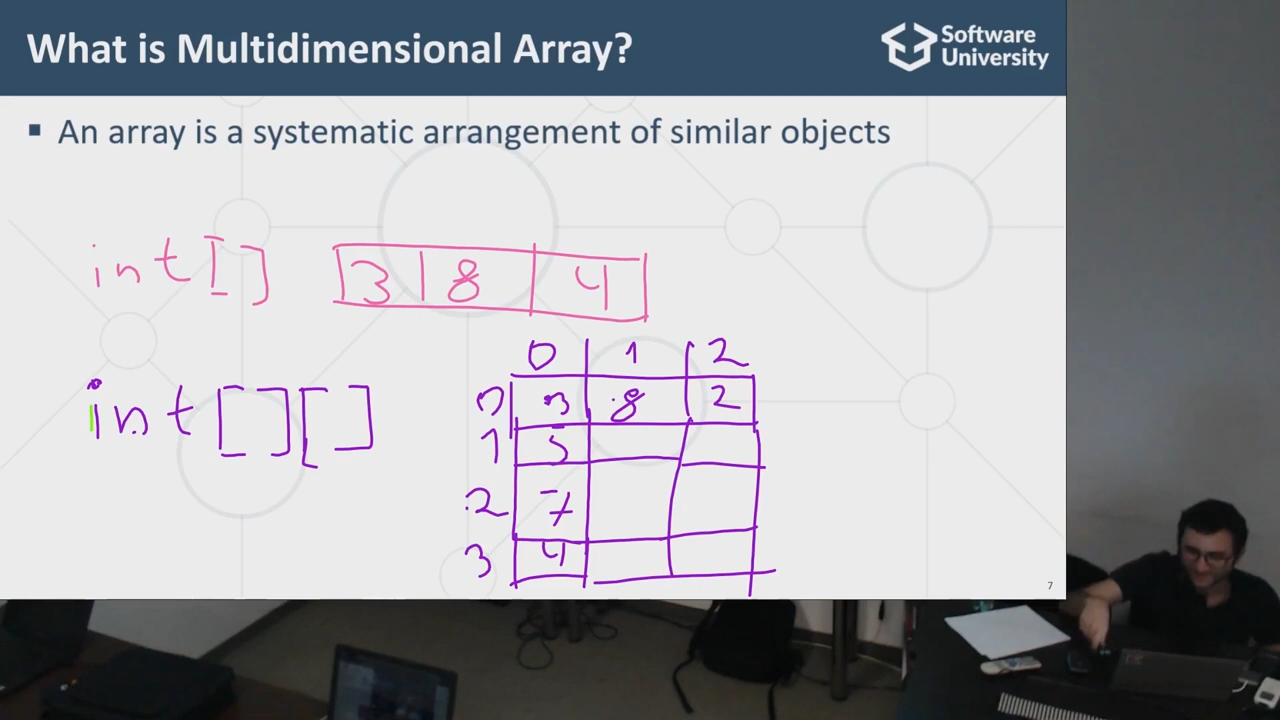 What is Multidimensional Array?
Software
University
▪ An array is a systematic arrangement of similar objects
int[] 3 8 4
0 1 2
int[][] 0 3 8 2
1 5
2 7
3 4
7